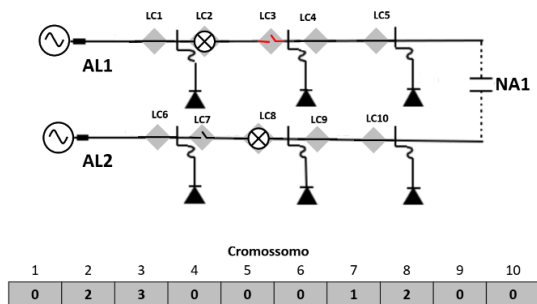 LC1 LC2 LC3 LC4 LC5
AL1
NA1
LC6 LC7 LC8 LC9 LC10
AL2
Cromossomo
1 2 3 4 5 6 7 8 9 10
0 2 3 0 0 0 1 2 0 0